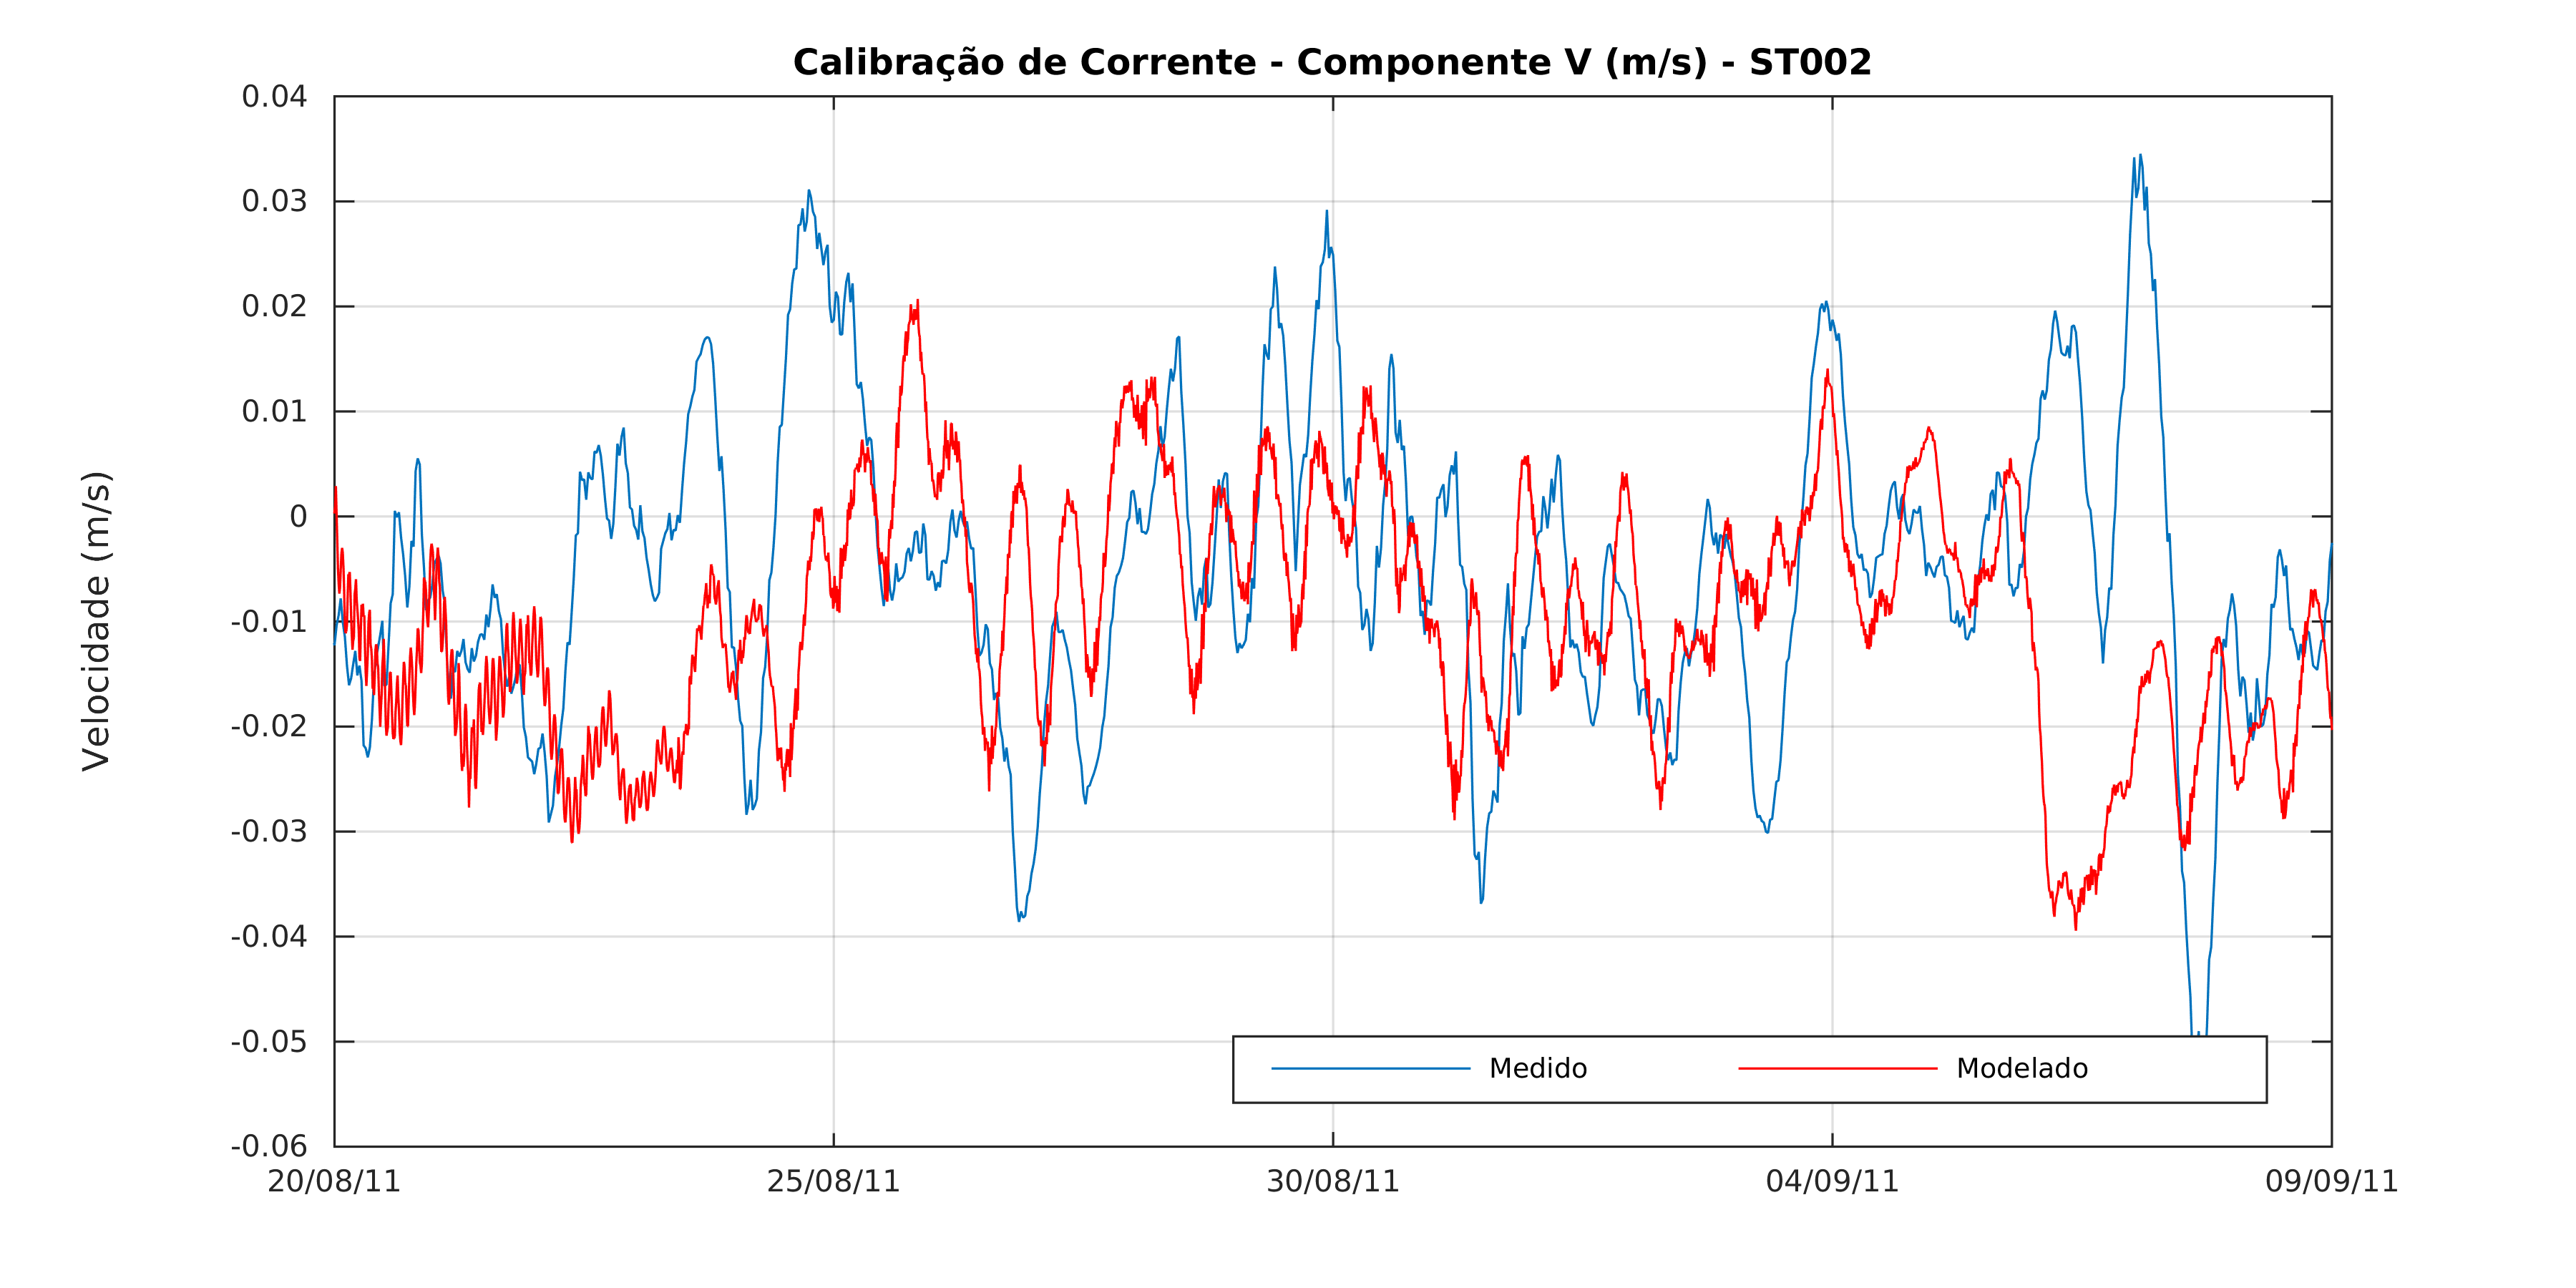 Calibração de Corrente - Componente V (m/s) - ST002
Velocidade (m/s)
0.04
0.03
0.02
0.01
0
-0.01
-0.02
-0.03
-0.04
-0.05
-0.06
20/08/11 25/08/11 30/08/11 04/09/11 09/09/11
Medido Modelado